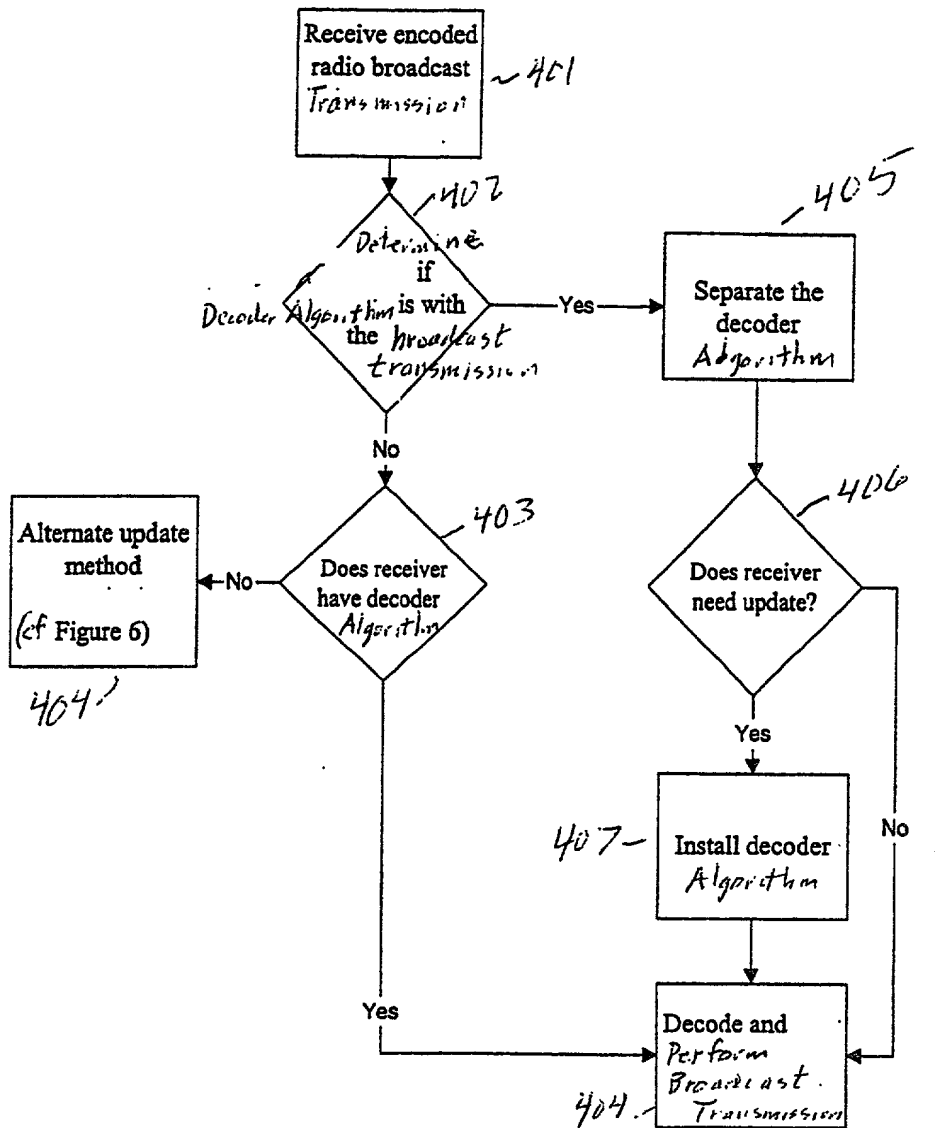 Receive encoded
radio broadcast
Transmission
~401
402
Determine
if
a
Decoder Algorithm is with
the broadcast
transmission
Yes
405
Separate the
decoder
Algorithm
No
403
Does receiver
have decoder
Algorithm
No
Alternate update
method
(cf Figure 6)
404
406
Does receiver
need update?
Yes
No
407
Install decoder
Algorithm
Yes
Decode and
Perform
Broadcast
Transmission
404